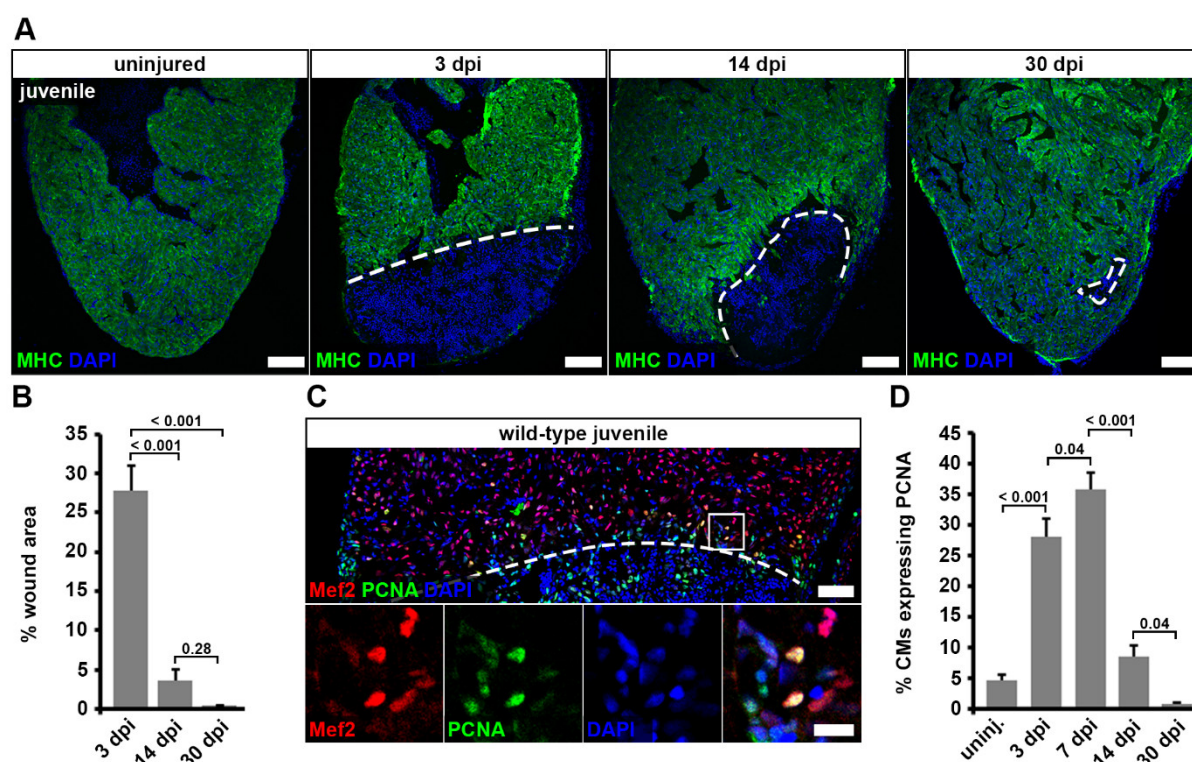 A
uninjured
3 dpi
14 dpi
30 dpi
juvenile
MHC DAPI
MHC DAPI
MHC DAPI
MHC DAPI
B
% wound area
35
30
25
20
15
10
5
0
< 0.001
< 0.001
0.28
3 dpi
14 dpi
30 dpi
C
wild-type juvenile
Mef2 PCNA DAPI
Mef2
PCNA
DAPI
D
% CMs expressing PCNA
45
40
35
30
25
20
15
10
5
0
< 0.001
0.04
< 0.001
0.04
uninj.
3 dpi
7 dpi
14 dpi
30 dpi